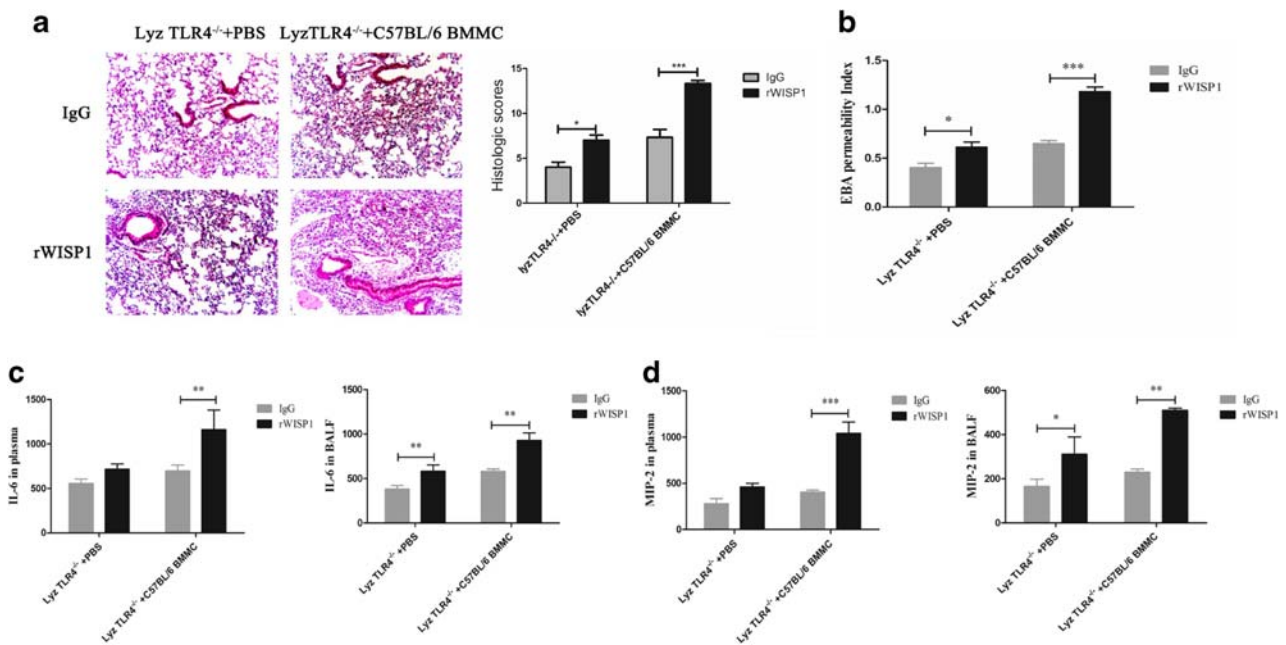 a
Lyz TLR4-/-+PBS LyzTLR4-/-+C57BL/6 BMMC
IgG
rWISP1
Histologic scores
15
10
5
0
*
***
IgG
rWISP1
lyzTLR4-/-+PBS
lyzTLR4-/-+C57BL/6 BMMC
b
EBA permeability Index
1.5
1.0
0.5
0.0
*
***
IgG
rWISP1
Lyz TLR4-/- +PBS
Lyz TLR4-/- +C57BL/6 BMMC
c
IL-6 in plasma
1500
1000
500
0
**
IgG
rWISP1
Lyz TLR4-/- +PBS
Lyz TLR4-/- +C57BL/6 BMMC
IL-6 in BALF
1500
1000
500
0
**
**
IgG
rWISP1
Lyz TLR4-/- +PBS
Lyz TLR4-/- +C57BL/6 BMMC
d
MIP-2 in plasma
1500
1000
500
0
***
IgG
rWISP1
Lyz TLR4-/- +PBS
Lyz TLR4-/- +C57BL/6 BMMC
MIP-2 in BALF
600
400
200
0
*
**
IgG
rWISP1
Lyz TLR4-/- +PBS
Lyz TLR4-/- +C57BL/6 BMMC